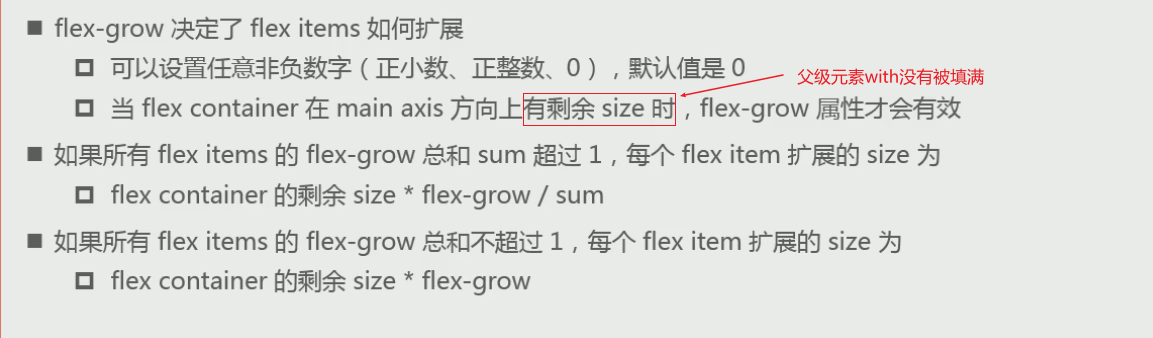 ■ flex-grow 决定了 flex items 如何扩展
❑ 可以设置任意非负数字（正小数、正整数、0），默认值是 0
父级元素with没有被填满
❑ 当 flex container 在 main axis 方向上有剩余 size 时，flex-grow 属性才会有效
■ 如果所有 flex items 的 flex-grow 总和 sum 超过 1，每个 flex item 扩展的 size 为
❑ flex container 的剩余 size * flex-grow / sum
■ 如果所有 flex items 的 flex-grow 总和不超过 1，每个 flex item 扩展的 size 为
❑ flex container 的剩余 size * flex-grow